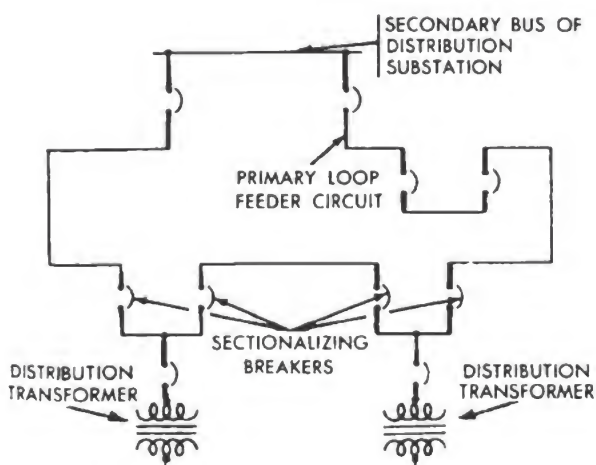 SECONDARY BUS OF
DISTRIBUTION
SUBSTATION
PRIMARY LOOP
FEEDER CIRCUIT
SECTIONALIZING
BREAKERS
DISTRIBUTION
TRANSFORMER
DISTRIBUTION
TRANSFORMER